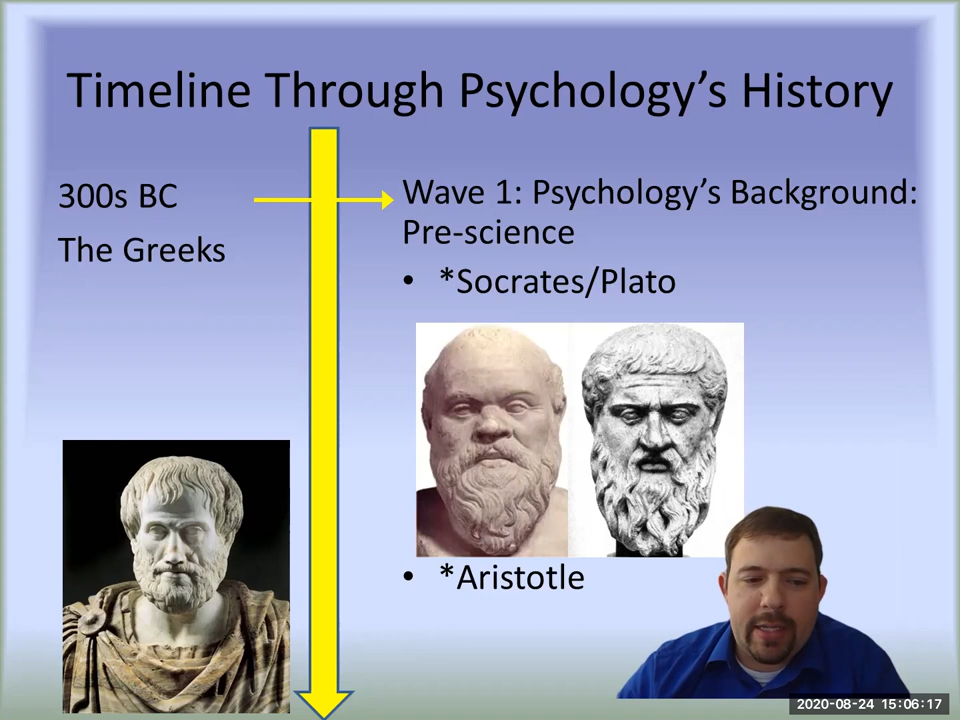 Timeline Through Psychology's History
300s BC
The Greeks
Wave 1: Psychology's Background:
Pre-science
• *Socrates/Plato
• *Aristotle
2020-08-24 15:06:17